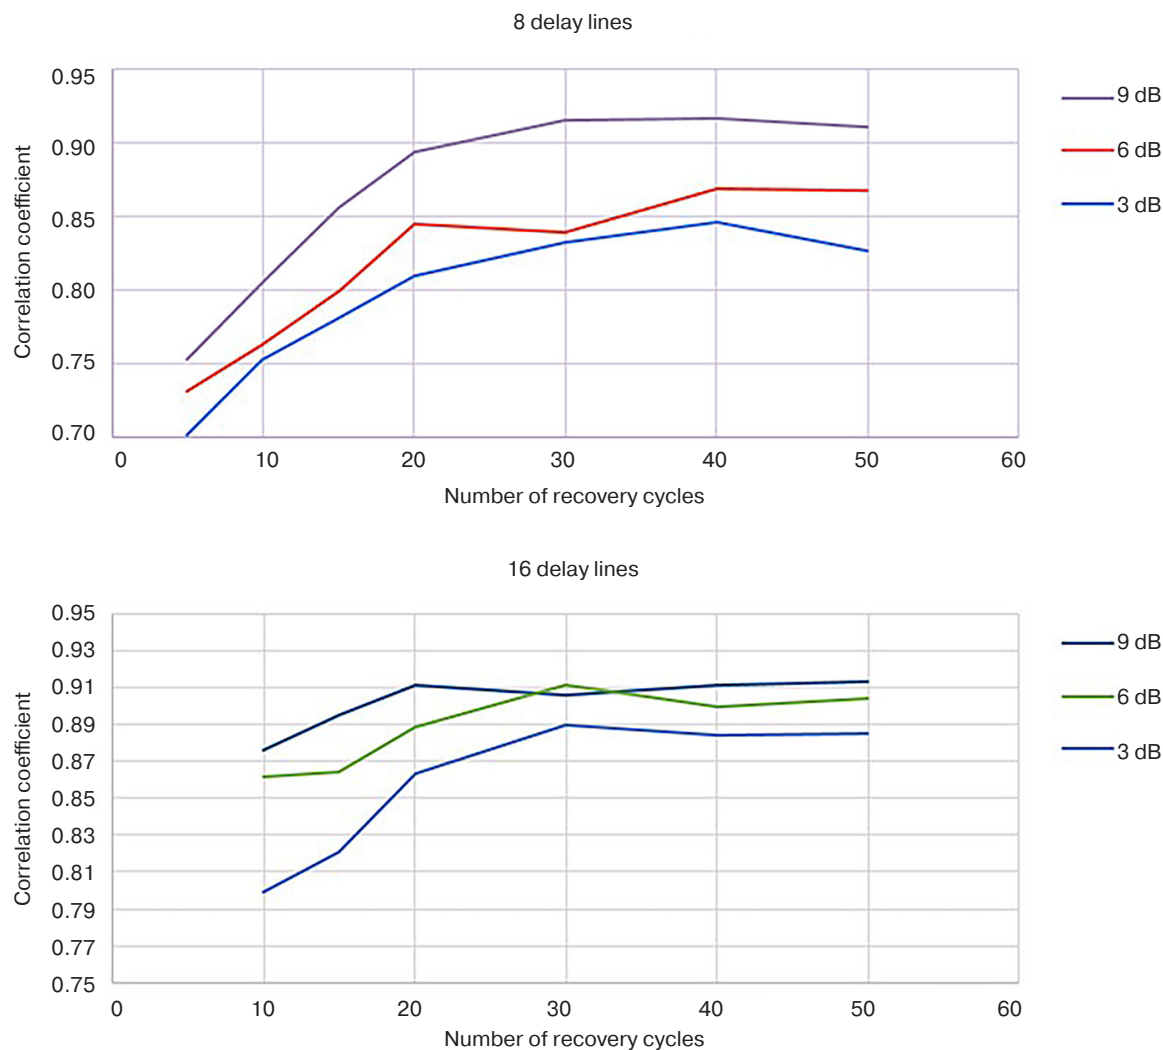 8 delay lines
0.95
0.90
0.85
0.80
0.75
0.70
Correlation coefficient
0 10 20 30 40 50 60
Number of recovery cycles
9 dB
6 dB
3 dB
16 delay lines
0.95
0.93
0.91
0.89
0.87
0.85
0.83
0.81
0.79
0.77
0.75
Correlation coefficient
0 10 20 30 40 50 60
Number of recovery cycles
9 dB
6 dB
3 dB